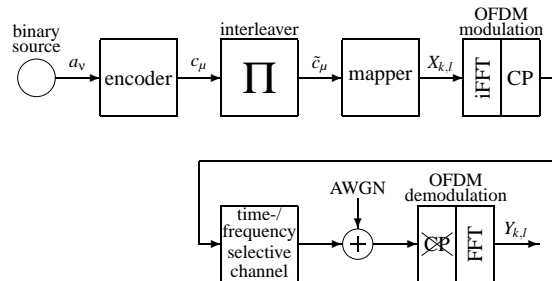 binary
source
a_ν
encoder
c_μ
interleaver
Π
c̃_μ
mapper
X_{k,l}
OFDM
modulation
iFFT
CP
time-/
frequency
selective
channel
AWGN
+
OFDM
demodulation
CP
FFT
Y_{k,l}